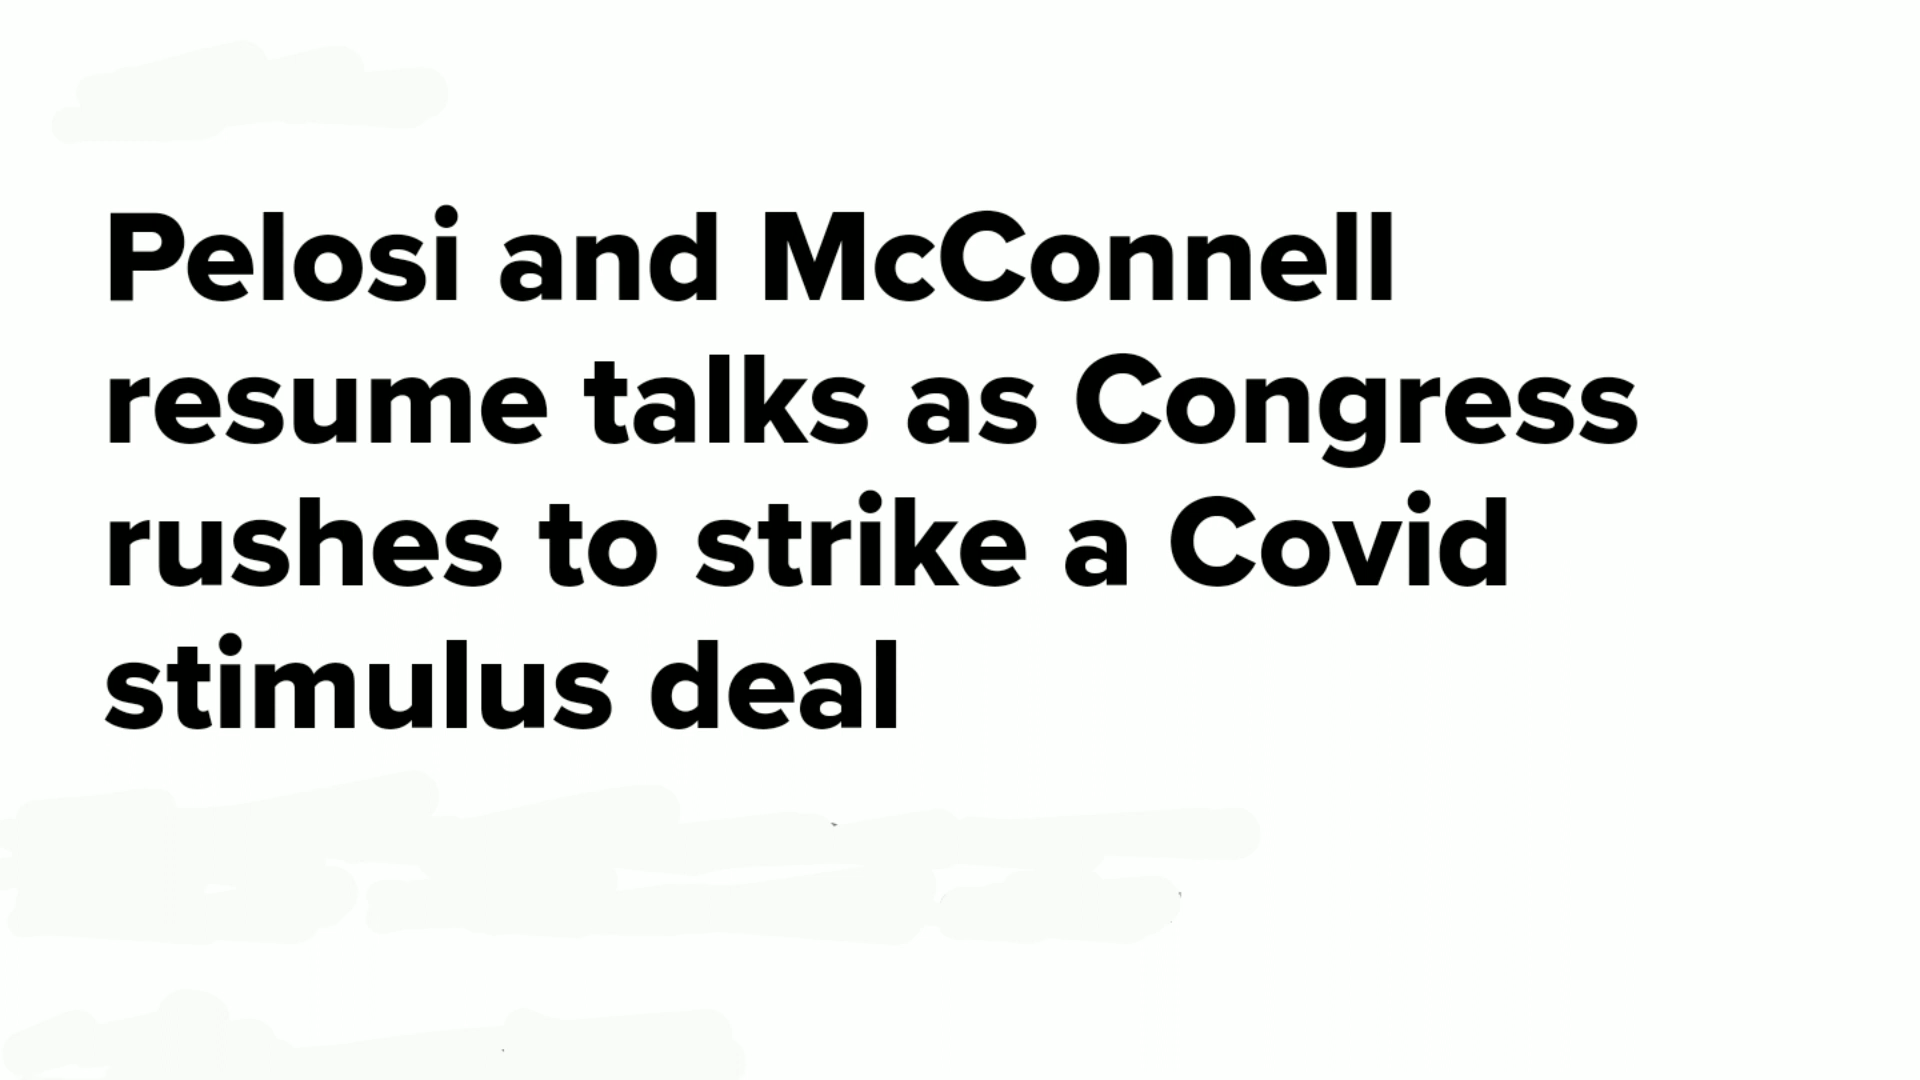 Pelosi and McConnell
resume talks as Congress
rushes to strike a Covid
stimulus deal